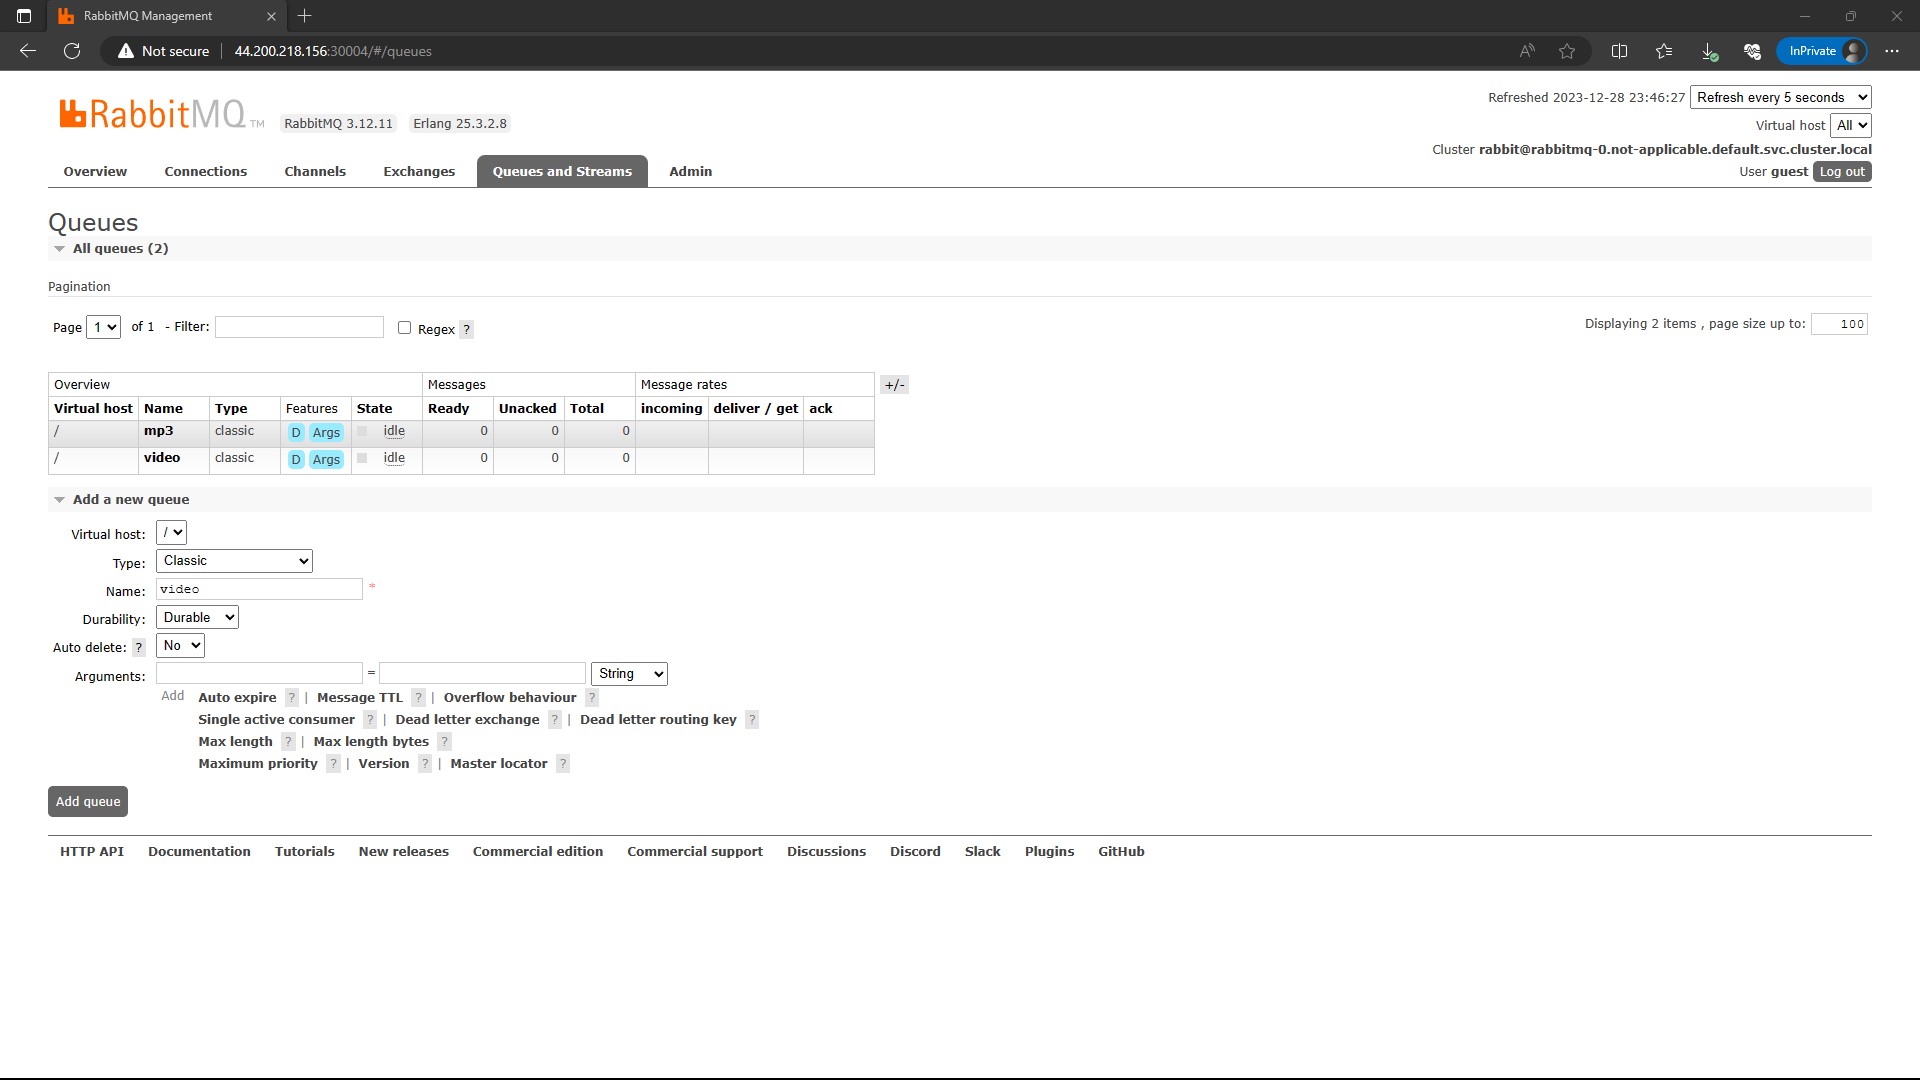 RabbitMQ Management
Not secure 44.200.218.156:30004/#/queues
InPrivate
RabbitMQ TM
RabbitMQ 3.12.11 Erlang 25.3.2.8
Refreshed 2023-12-28 23:46:27 Refresh every 5 seconds
Virtual host All
Cluster rabbit@rabbitmq-0.not-applicable.default.svc.cluster.local
User guest Log out
Overview Connections Channels Exchanges Queues and Streams Admin
Queues
All queues (2)
Pagination
Page 1 of 1 - Filter: Regex ?
Displaying 2 items , page size up to: 100
Overview Messages Message rates +/-
Virtual host Name Type Features State Ready Unacked Total incoming deliver / get ack
/ mp3 classic D Args idle 0 0 0
/ video classic D Args idle 0 0 0
Add a new queue
Virtual host: /
Type: Classic
Name: video *
Durability: Durable
Auto delete: ? No
Arguments: = String
Add Auto expire ? | Message TTL ? | Overflow behaviour ?
Single active consumer ? | Dead letter exchange ? | Dead letter routing key ?
Max length ? | Max length bytes ?
Maximum priority ? | Version ? | Master locator ?
Add queue
HTTP API Documentation Tutorials New releases Commercial edition Commercial support Discussions Discord Slack Plugins GitHub